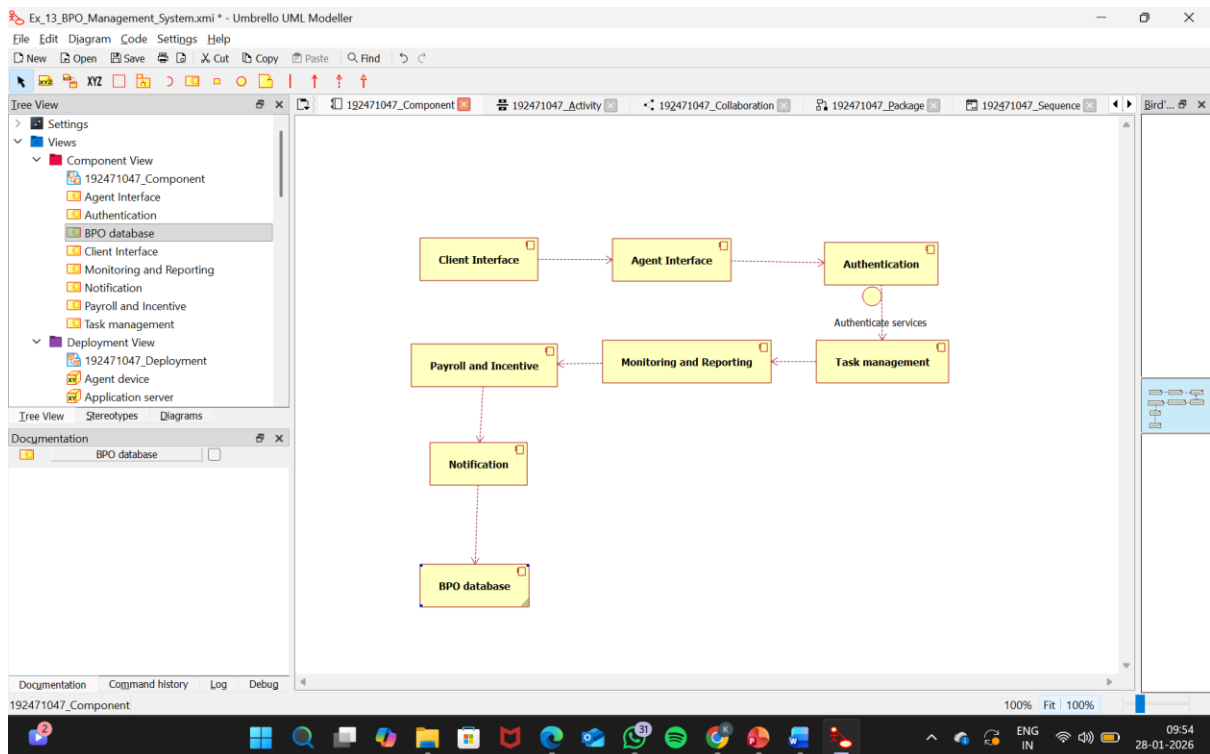 Ex_13_BPO_Management_System.xmi * - Umbrello UML Modeller
File Edit Diagram Code Settings Help
New Open Save Cut Copy Paste Find
XYZ XYZ
Tree View
192471047_Component 192471047_Activity 192471047_Collaboration 192471047_Package 192471047_Sequence
Bird'...
Settings
Views
Component View
192471047_Component
Agent Interface
Authentication
BPO database
Client Interface
Monitoring and Reporting
Notification
Payroll and Incentive
Task management
Deployment View
192471047_Deployment
Agent device
Application server
Tree View Stereotypes Diagrams
Documentation
BPO database
Client Interface
Agent Interface
Authentication
Authenticate services
Payroll and Incentive
Monitoring and Reporting
Task management
Notification
BPO database
Documentation Command history Log Debug
192471047_Component
100% Fit 100%
2
31
K
ENG
IN
09:54
28-01-2026